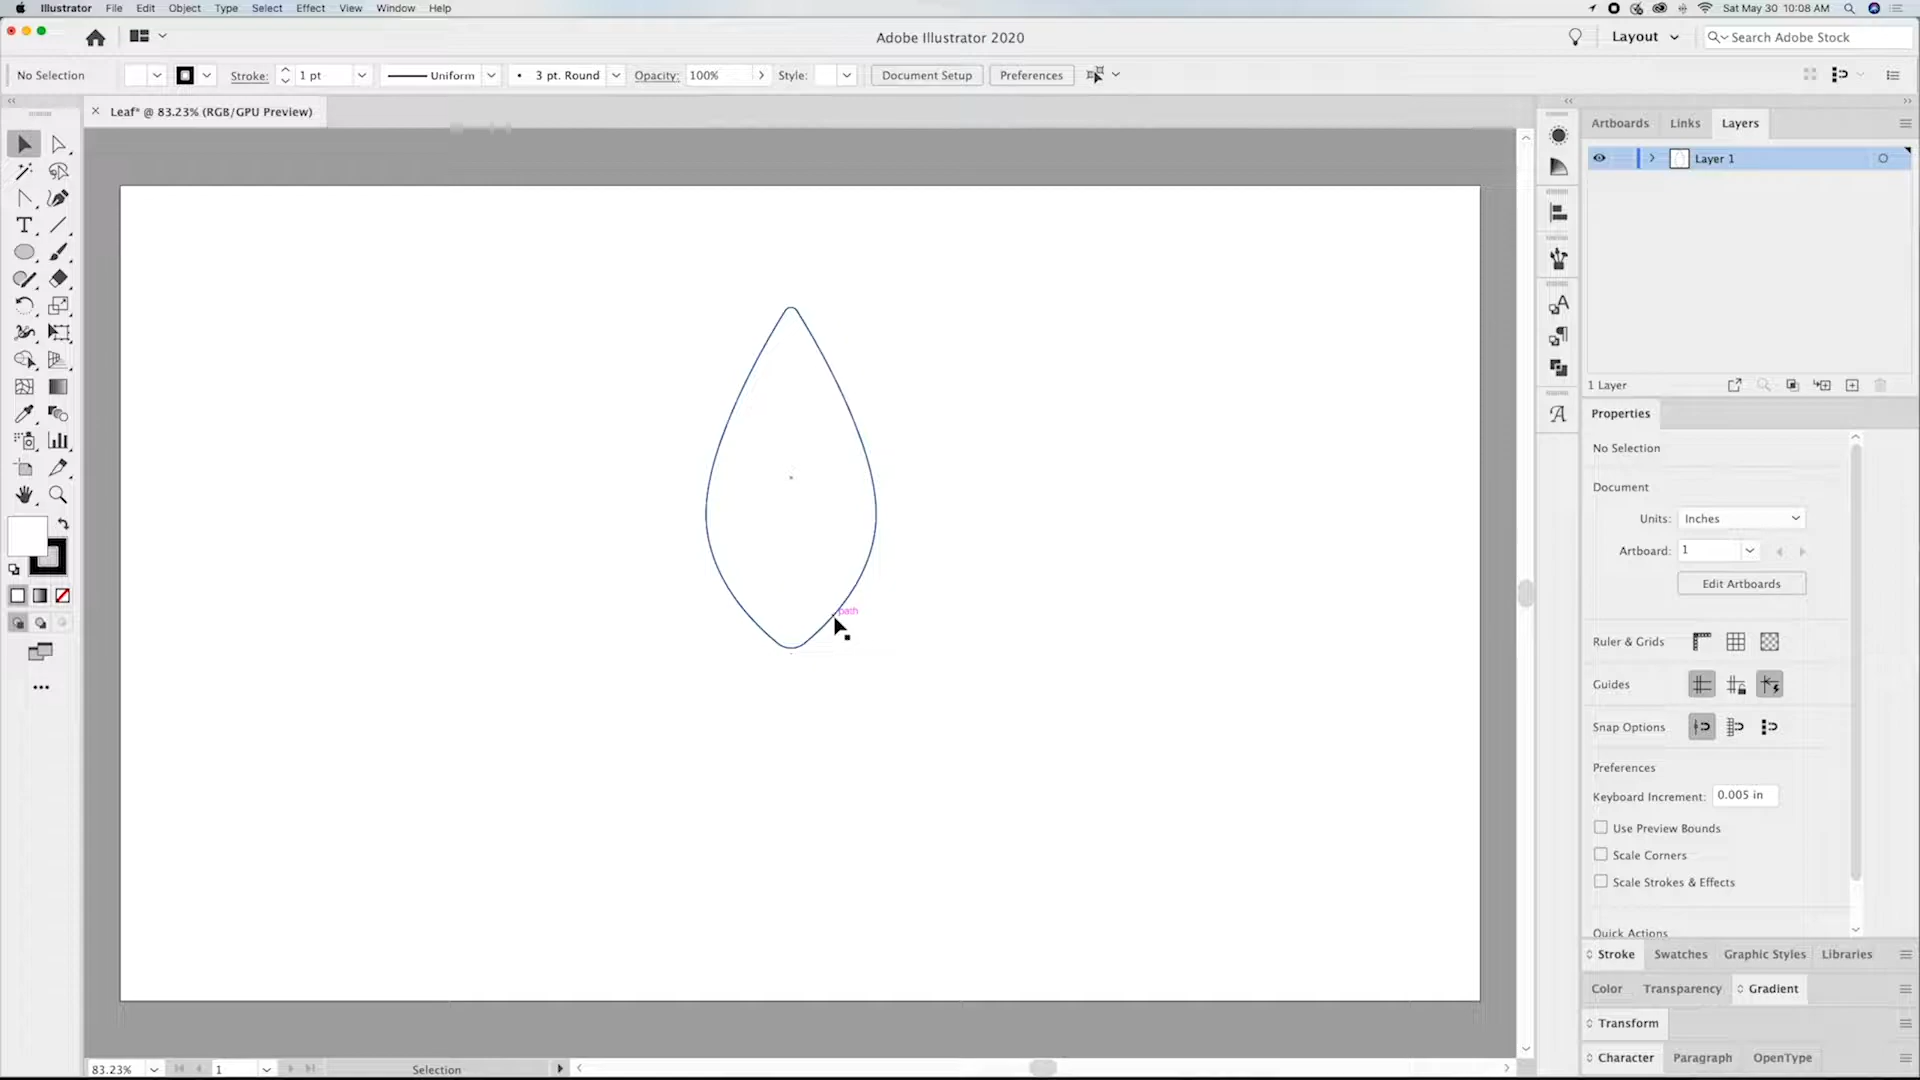 Illustrator File Edit Object Type Select Effect View Window Help
Sat May 30 10:08 AM
Adobe Illustrator 2020
Layout
Search Adobe Stock
No Selection
Stroke: 1 pt
Uniform
3 pt. Round
Opacity: 100%
Style:
Document Setup
Preferences
Leaf* @ 83.23% (RGB/GPU Preview)
Artboards Links Layers
Layer 1
1 Layer
Properties
No Selection
Document
Units: Inches
Artboard: 1
Edit Artboards
path
Ruler & Grids
Guides
Snap Options
Preferences
Keyboard Increment: 0.005 in
Use Preview Bounds
Scale Corners
Scale Strokes & Effects
Quick Actions
Stroke Swatches Graphic Styles Libraries
Color Transparency Gradient
Transform
Character Paragraph OpenType
83.23% 1 Selection